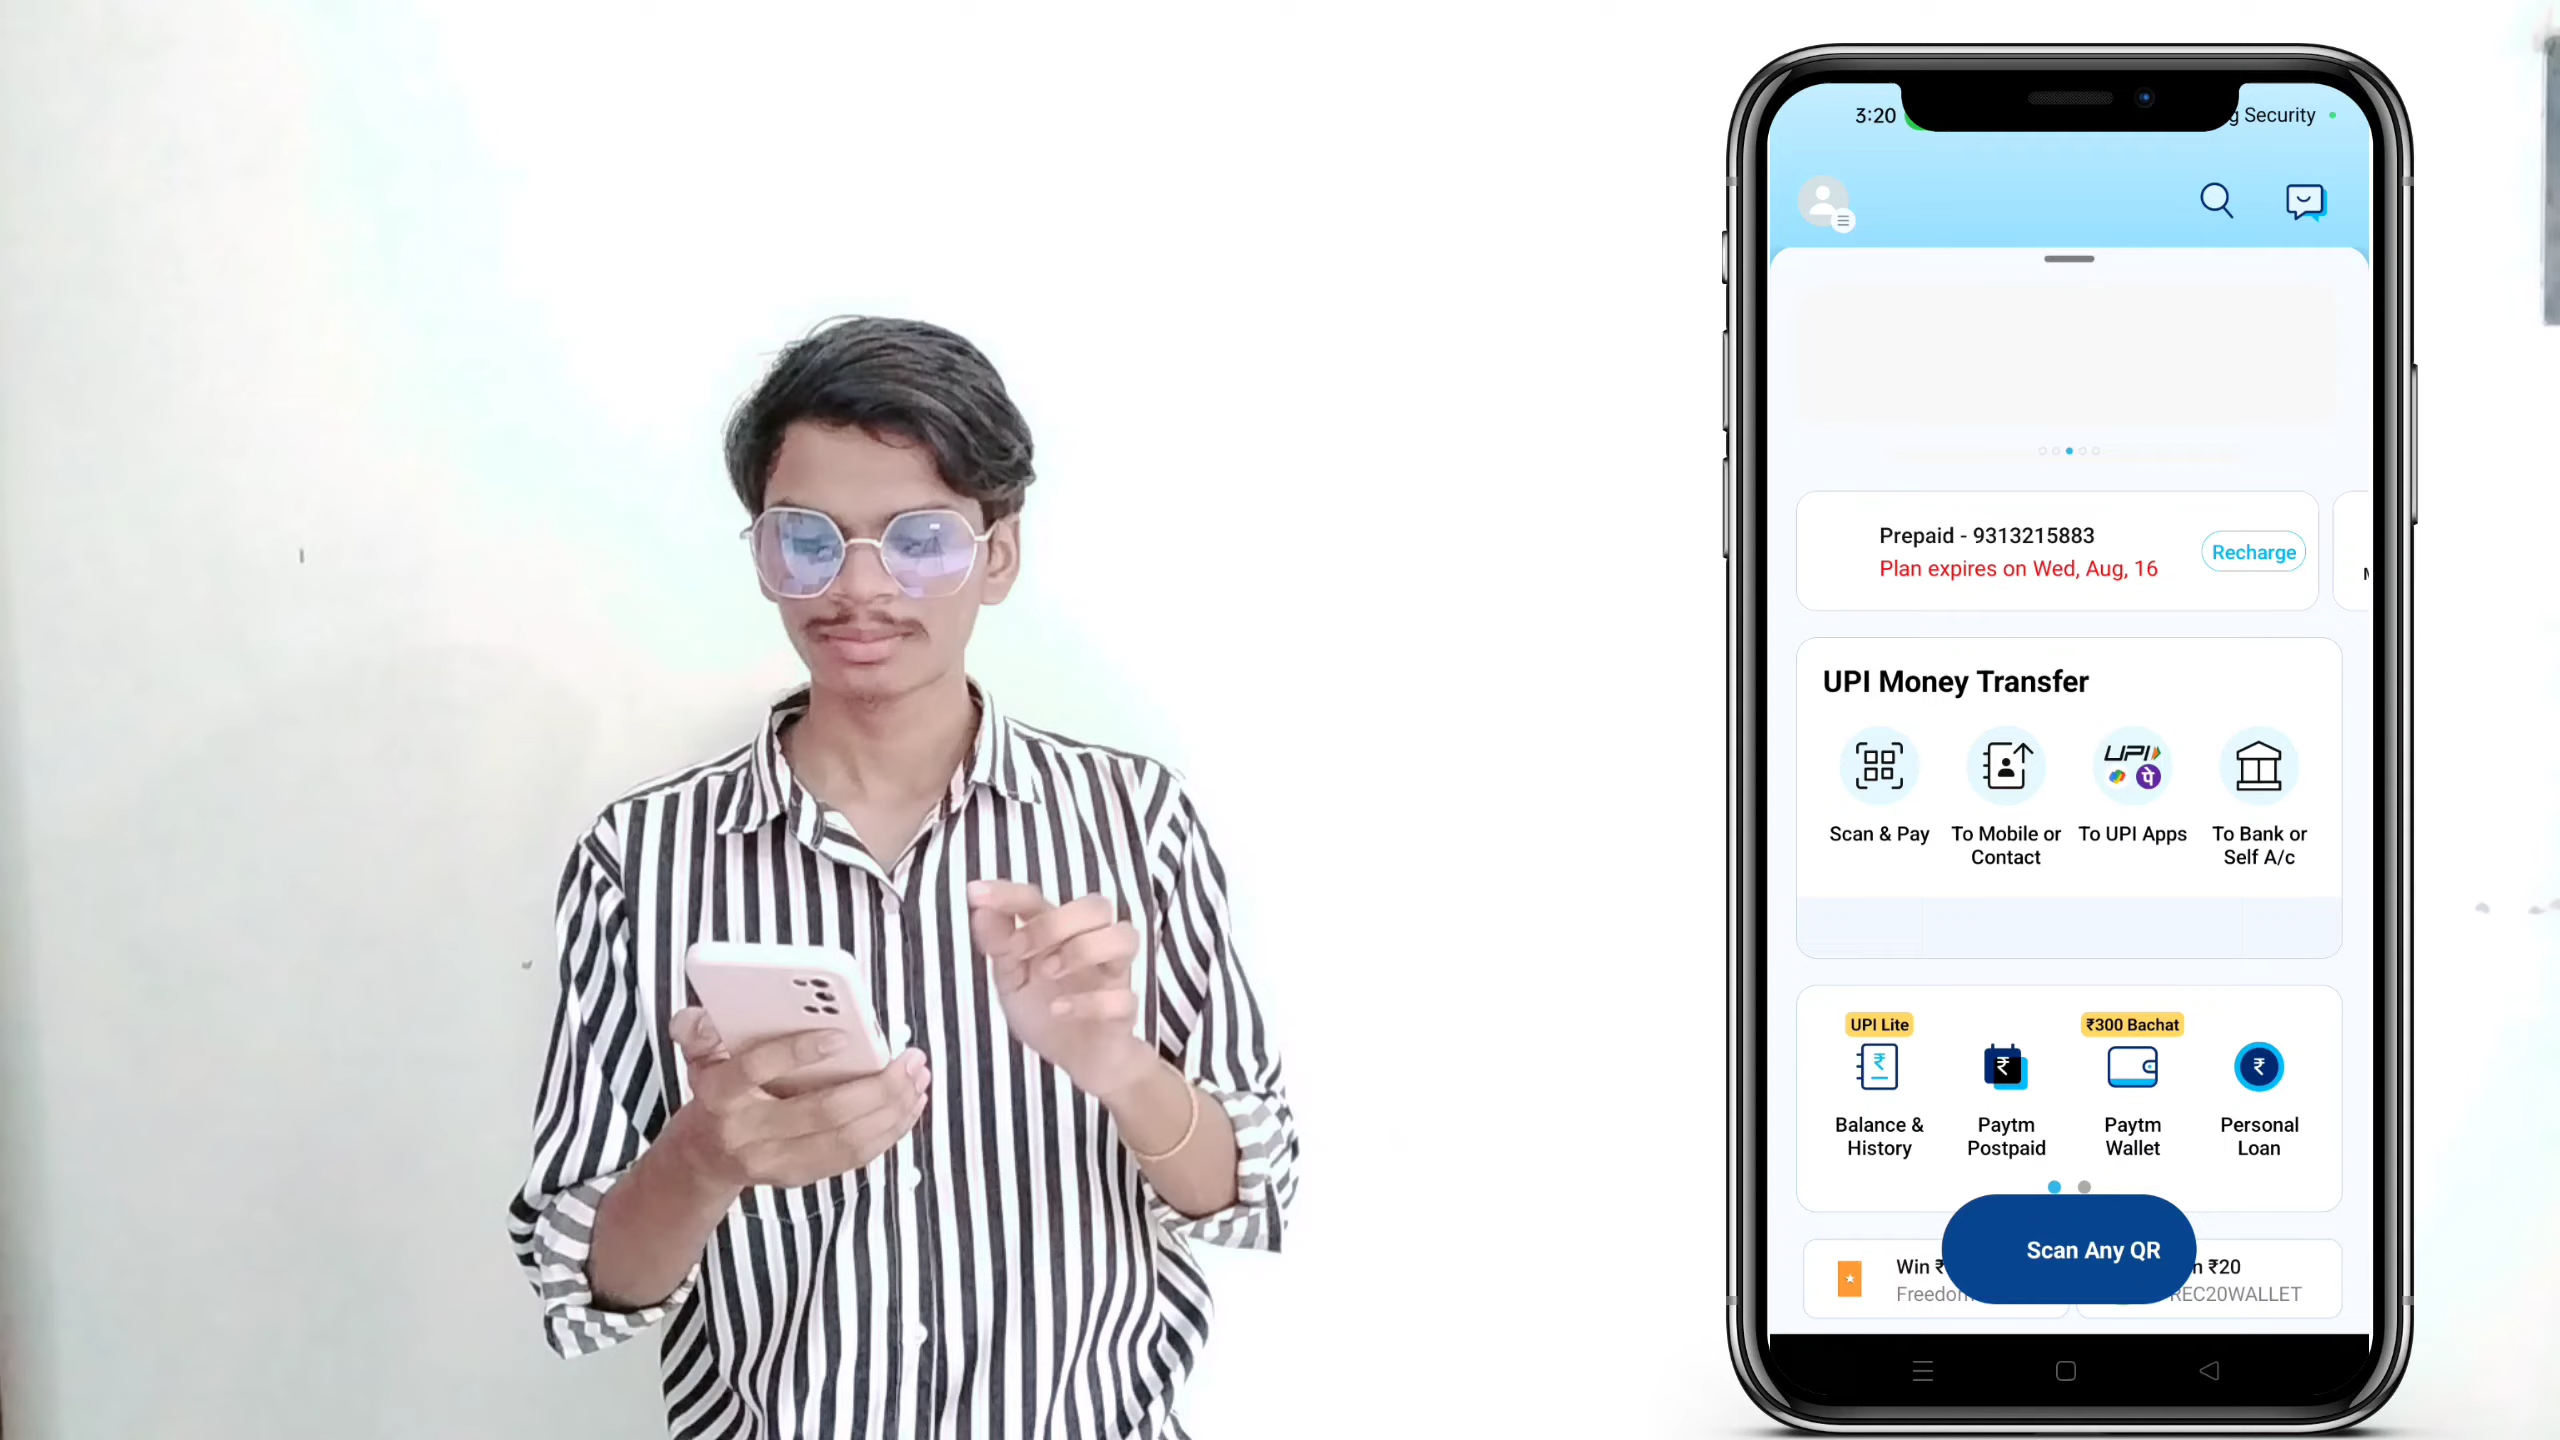 3:20
g Security
Prepaid - 9313215883
Plan expires on Wed, Aug, 16
Recharge
UPI Money Transfer
UPI
पे
Scan & Pay
To Mobile or
Contact
To UPI Apps
To Bank or
Self A/c
UPI Lite
₹300 Bachat
₹
₹
₹
Balance &
History
Paytm
Postpaid
Paytm
Wallet
Personal
Loan
Scan Any QR
Win ₹
Freedom
n ₹20
REC20WALLET